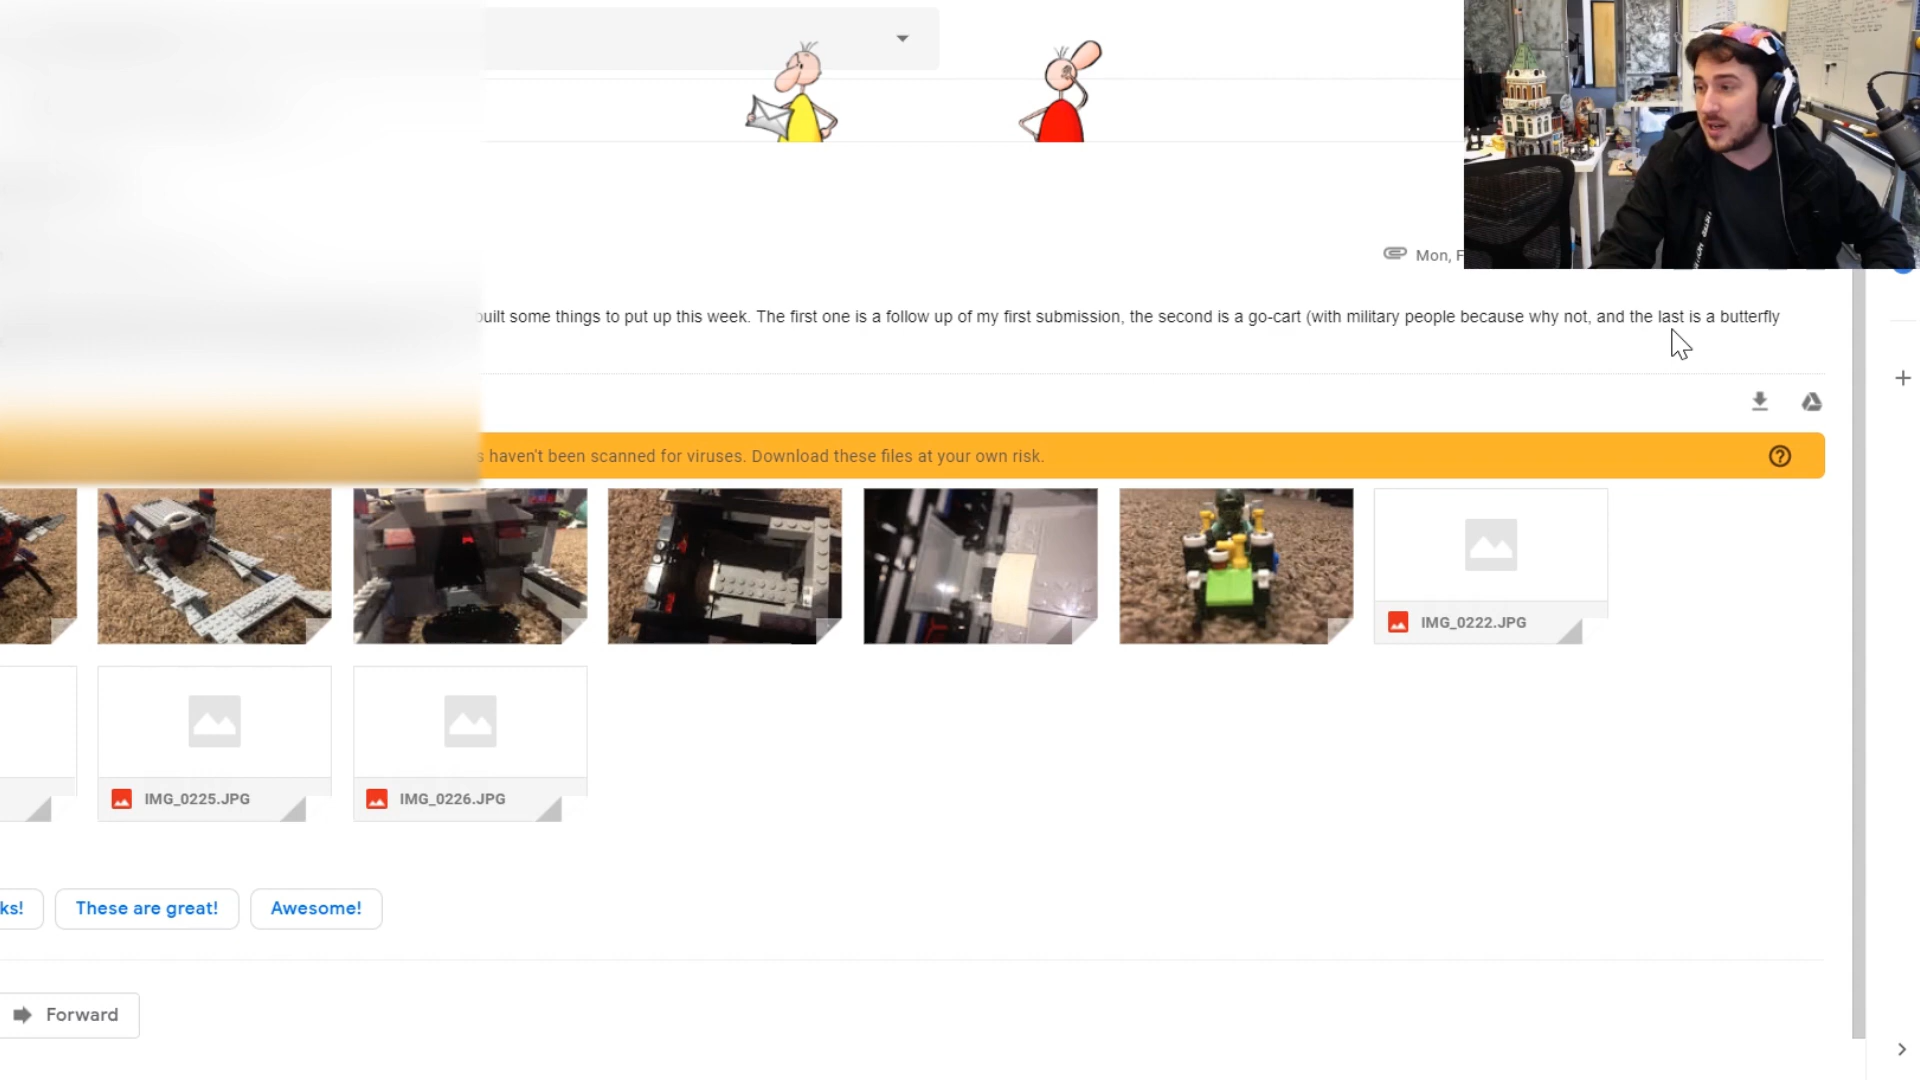 Mon, F
built some things to put up this week. The first one is a follow up of my first submission, the second is a go-cart (with military people because why not, and the last is a butterfly
s haven't been scanned for viruses. Download these files at your own risk.
IMG_0222.JPG
IMG_0225.JPG
IMG_0226.JPG
ks!
These are great!
Awesome!
Forward